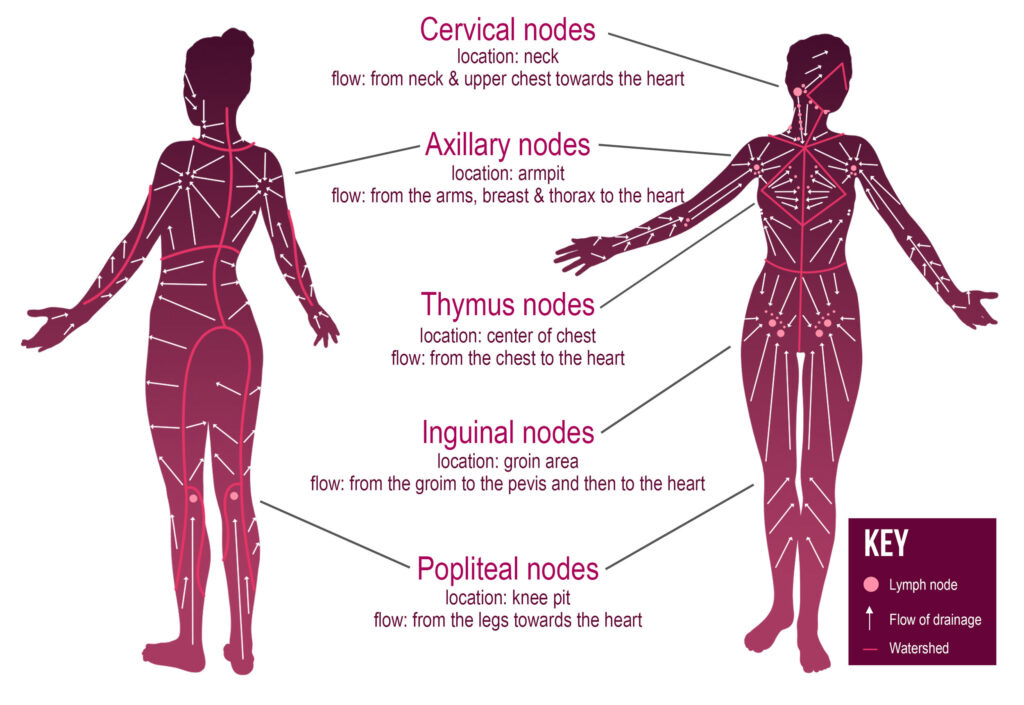 Cervical nodes
location: neck
flow: from neck & upper chest towards the heart
Axillary nodes
location: armpit
flow: from the arms, breast & thorax to the heart
Thymus nodes
location: center of chest
flow: from the chest to the heart
Inguinal nodes
location: groin area
flow: from the groim to the pevis and then to the heart
Popliteal nodes
location: knee pit
flow: from the legs towards the heart
KEY
Lymph node
Flow of drainage
Watershed